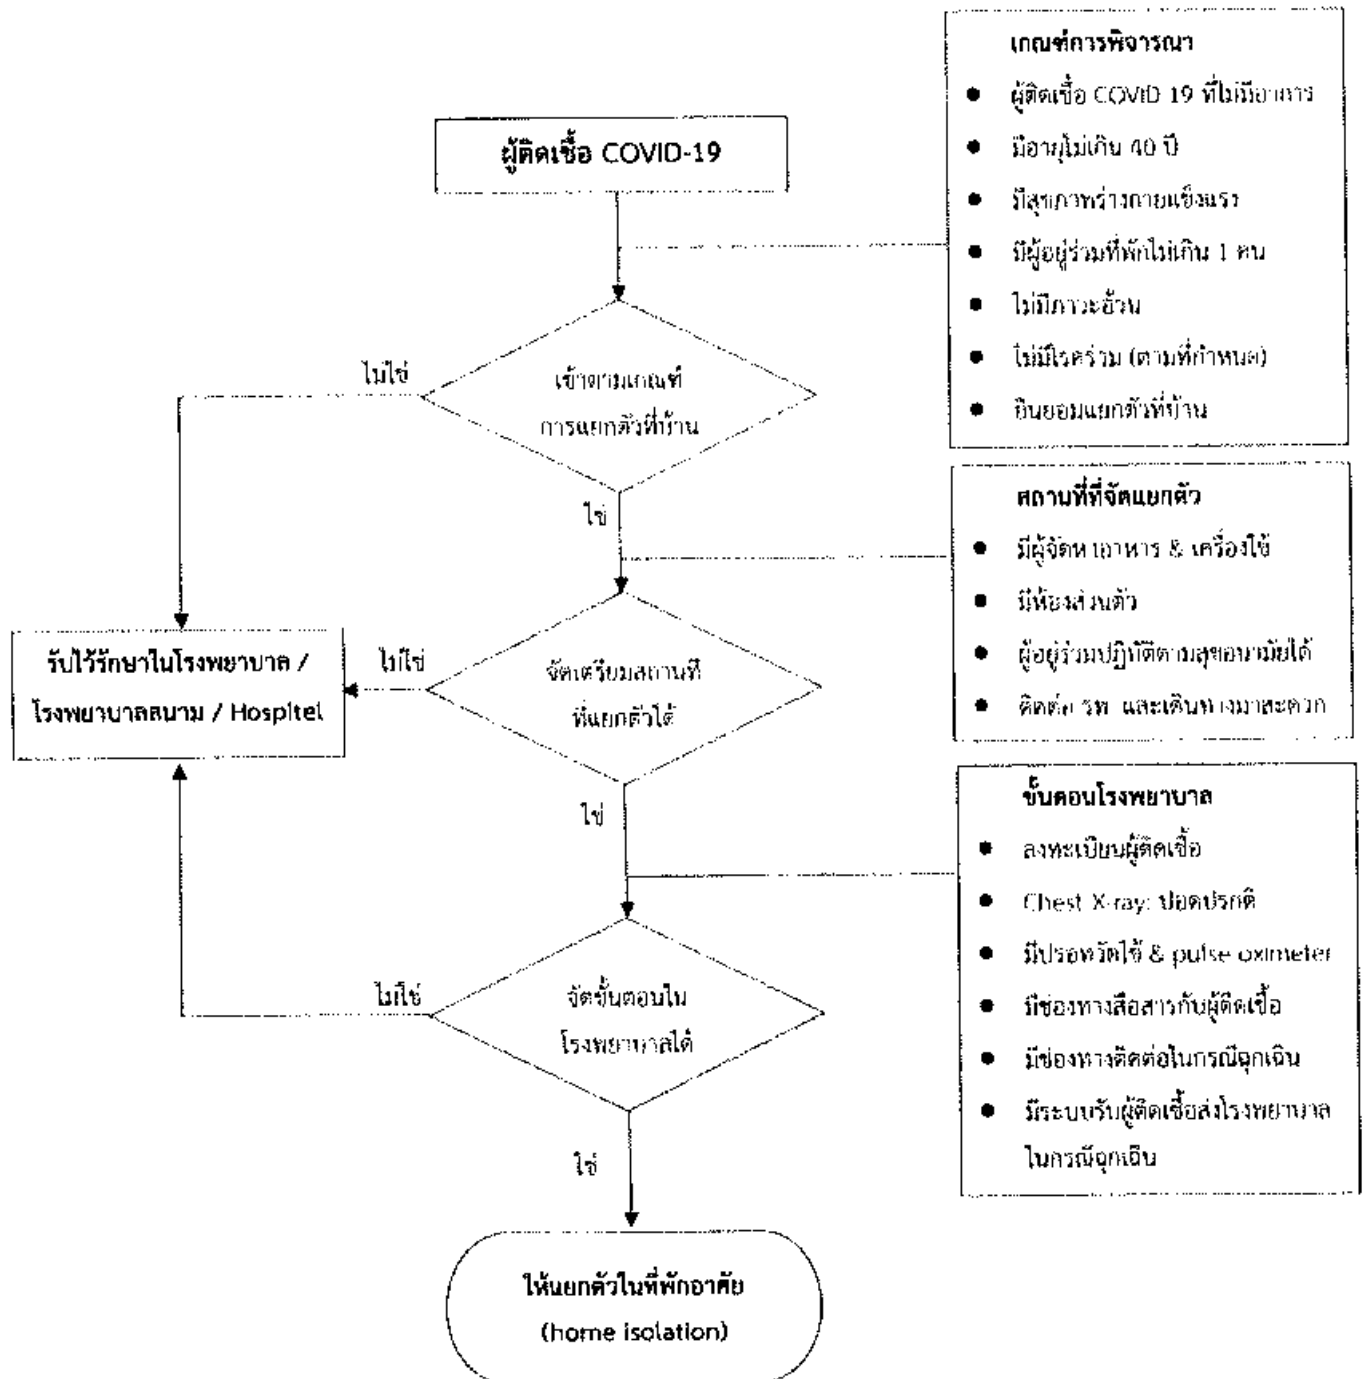 ผู้ติดเชื้อ COVID-19
เกณฑ์การพิจารณา
● ผู้ติดเชื้อ COVID 19 ที่ไม่มีอาการ
● มีอายุไม่เกิน 40 ปี
● มีสุขภาพร่างกายแข็งแรง
● มีผู้อยู่ร่วมที่พักไม่เกิน 1 คน
● ไม่มีภาวะอ้วน
● ไม่มีโรคร่วม (ตามที่กำหนด)
● ยินยอมแยกตัวที่บ้าน
เข้าตามเกณฑ์
การแยกตัวที่บ้าน
ไม่ใช่
ใช่
สถานที่ที่จัดแยกตัว
● มีผู้จัดหาอาหาร & เครื่องใช้
● มีห้องส่วนตัว
● ผู้อยู่ร่วมปฏิบัติตามสุขอนามัยได้
● ติดต่อ รพ. และเดินทางมาสะดวก
จัดเตรียมสถานที่
ที่แยกตัวได้
ไม่ใช่
รับไว้รักษาในโรงพยาบาล /
โรงพยาบาลสนาม / Hospitel
ใช่
ขั้นตอนโรงพยาบาล
● ลงทะเบียนผู้ติดเชื้อ
● Chest X-ray: ปอดปรกติ
● มีปรอทวัดไข้ & pulse oximeter
● มีช่องทางสื่อสารกับผู้ติดเชื้อ
● มีช่องทางติดต่อในกรณีฉุกเฉิน
● มีระบบรับผู้ติดเชื้อส่งโรงพยาบาล
ในกรณีฉุกเฉิน
จัดขั้นตอนใน
โรงพยาบาลได้
ไม่ใช่
ใช่
ให้แยกตัวในที่พักอาศัย
(home isolation)